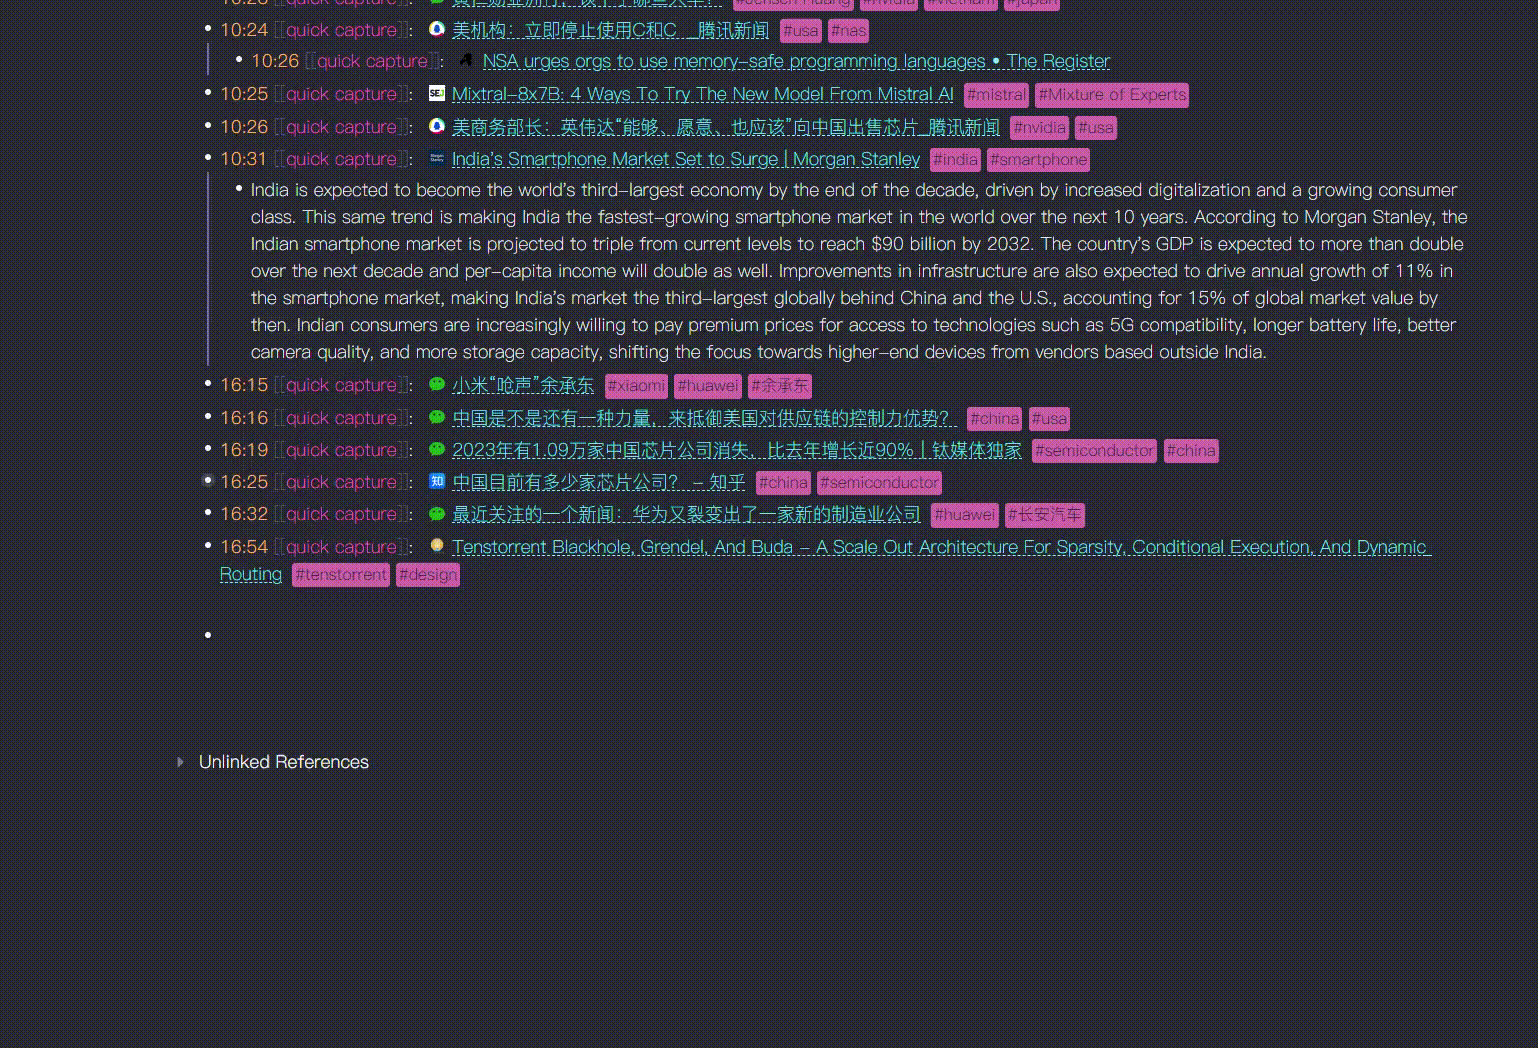 10:24 [[quick capture]]: 美机构：立即停止使用C和C__腾讯新闻 #usa #nas
10:26 [[quick capture]]: NSA urges orgs to use memory-safe programming languages • The Register
10:25 [[quick capture]]: Mixtral-8x7B: 4 Ways To Try The New Model From Mistral AI #mistral #Mixture of Experts
10:26 [[quick capture]]: 美商务部长：英伟达“能够、愿意、也应该”向中国出售芯片_腾讯新闻 #nvidia #usa
10:31 [[quick capture]]: India's Smartphone Market Set to Surge | Morgan Stanley #india #smartphone
India is expected to become the world's third-largest economy by the end of the decade, driven by increased digitalization and a growing consumer
class. This same trend is making India the fastest-growing smartphone market in the world over the next 10 years. According to Morgan Stanley, the
Indian smartphone market is projected to triple from current levels to reach $90 billion by 2032. The country's GDP is expected to more than double
over the next decade and per-capita income will double as well. Improvements in infrastructure are also expected to drive annual growth of 11% in
the smartphone market, making India's market the third-largest globally behind China and the U.S., accounting for 15% of global market value by
then. Indian consumers are increasingly willing to pay premium prices for access to technologies such as 5G compatibility, longer battery life, better
camera quality, and more storage capacity, shifting the focus towards higher-end devices from vendors based outside India.
16:15 [[quick capture]]: 小米“呛声”余承东 #xiaomi #huawei #余承东
16:16 [[quick capture]]: 中国是不是还有一种力量，来抵御美国对供应链的控制力优势？ #china #usa
16:19 [[quick capture]]: 2023年有1.09万家中国芯片公司消失，比去年增长近90%｜钛媒体独家 #semiconductor #china
16:25 [[quick capture]]: 中国目前有多少家芯片公司？ - 知乎 #china #semiconductor
16:32 [[quick capture]]: 最近关注的一个新闻：华为又裂变出了一家新的制造业公司 #huawei #长安汽车
16:54 [[quick capture]]: Tenstorrent Blackhole, Grendel, And Buda – A Scale Out Architecture For Sparsity, Conditional Execution, And Dynamic
Routing #tenstorrent #design
Unlinked References